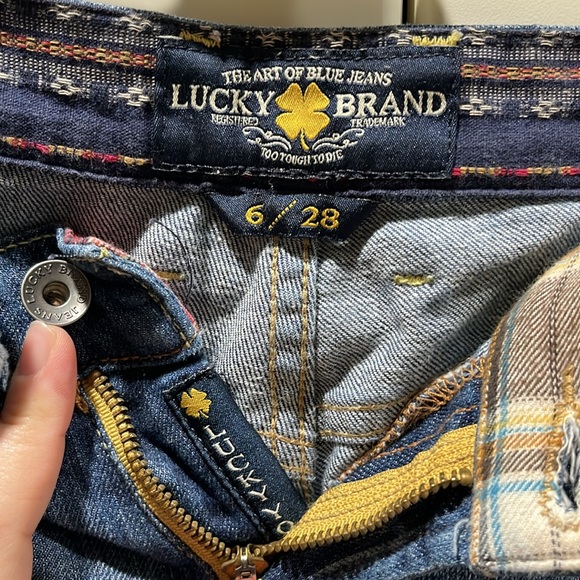 THE ART OF BLUE JEANS
LUCKY BRAND
REGISTERED TRADEMARK
TOO TOUGH TO DIE
6 / 28
LUCKY BRAND JEANS
LUCKY YOU